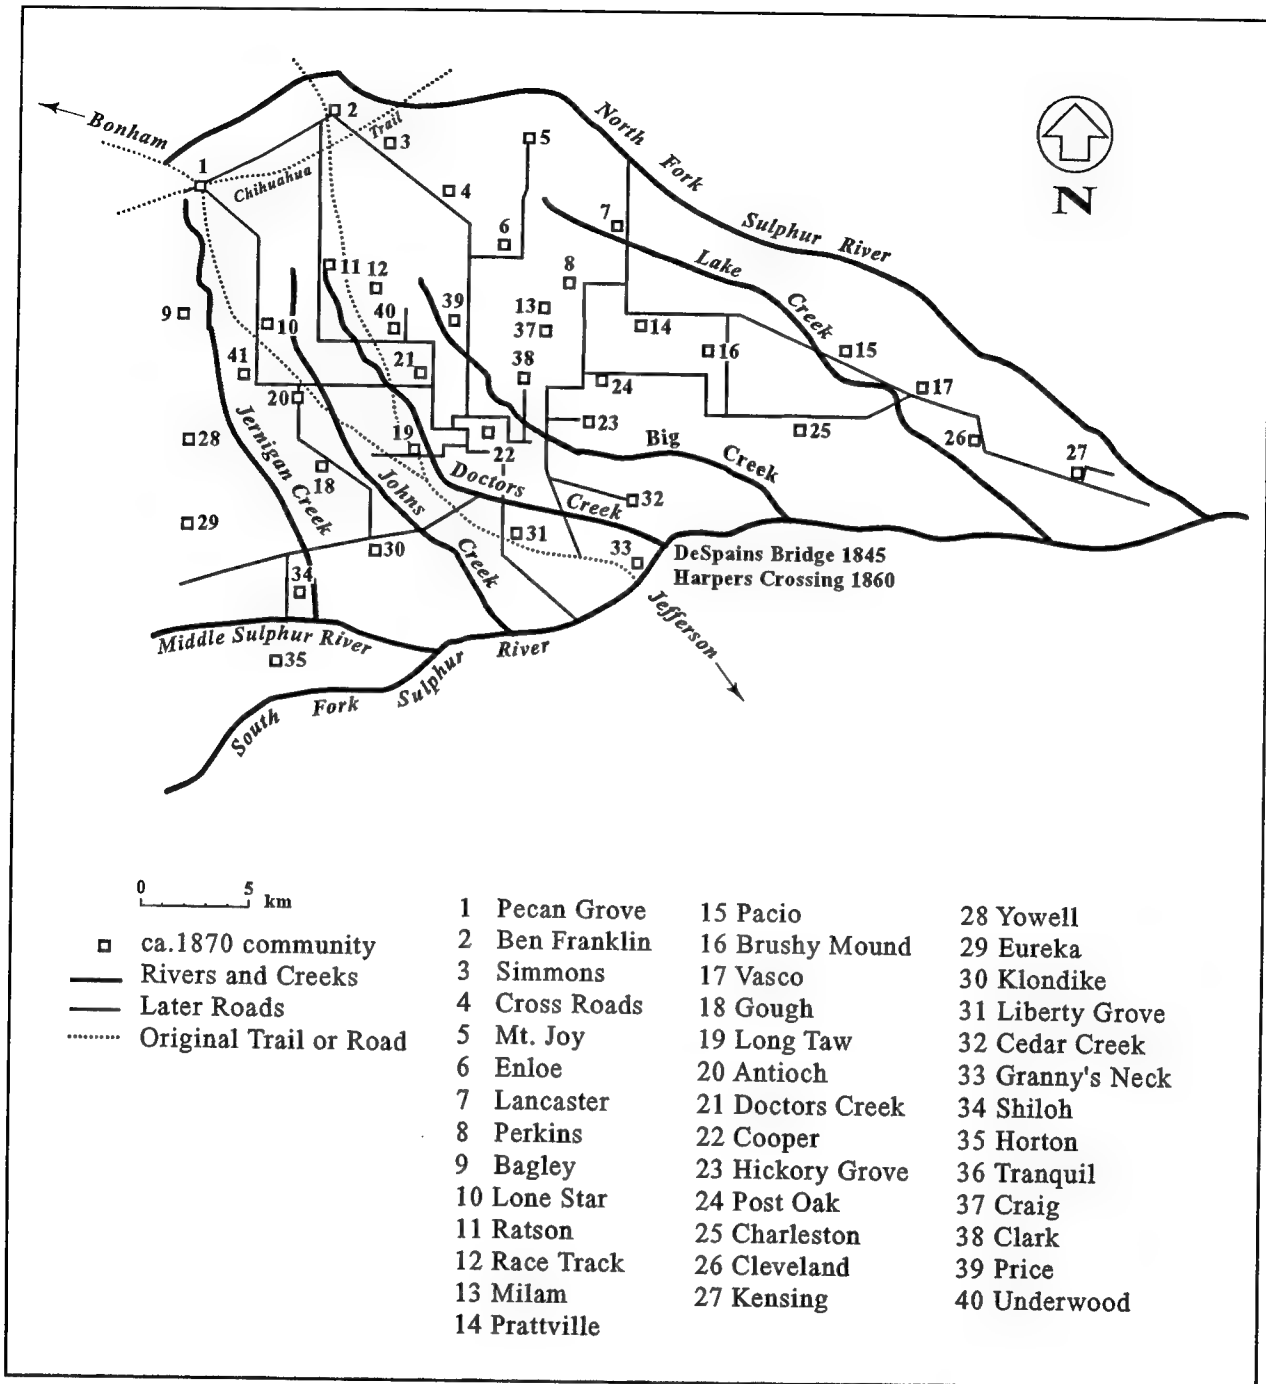 Bonham
1
2
Trail
3
Chihuahua
4
5
6
7
8
North
Fork
Sulphur River
N
Lake
Creek
9
10
11
12
13
37
14
15
16
17
39
40
38
41
21
20
24
23
25
26
27
28
Jernigan Creek
18
19
22
Big
Creek
Johns
Creek
Doctors
Creek
32
29
30
31
33
34
DeSpains Bridge 1845
Harpers Crossing 1860
Jefferson
Middle Sulphur River
35
South Fork Sulphur River
0 5 km
ca.1870 community
Rivers and Creeks
Later Roads
Original Trail or Road
1 Pecan Grove
2 Ben Franklin
3 Simmons
4 Cross Roads
5 Mt. Joy
6 Enloe
7 Lancaster
8 Perkins
9 Bagley
10 Lone Star
11 Ratson
12 Race Track
13 Milam
14 Prattville
15 Pacio
16 Brushy Mound
17 Vasco
18 Gough
19 Long Taw
20 Antioch
21 Doctors Creek
22 Cooper
23 Hickory Grove
24 Post Oak
25 Charleston
26 Cleveland
27 Kensing
28 Yowell
29 Eureka
30 Klondike
31 Liberty Grove
32 Cedar Creek
33 Granny's Neck
34 Shiloh
35 Horton
36 Tranquil
37 Craig
38 Clark
39 Price
40 Underwood